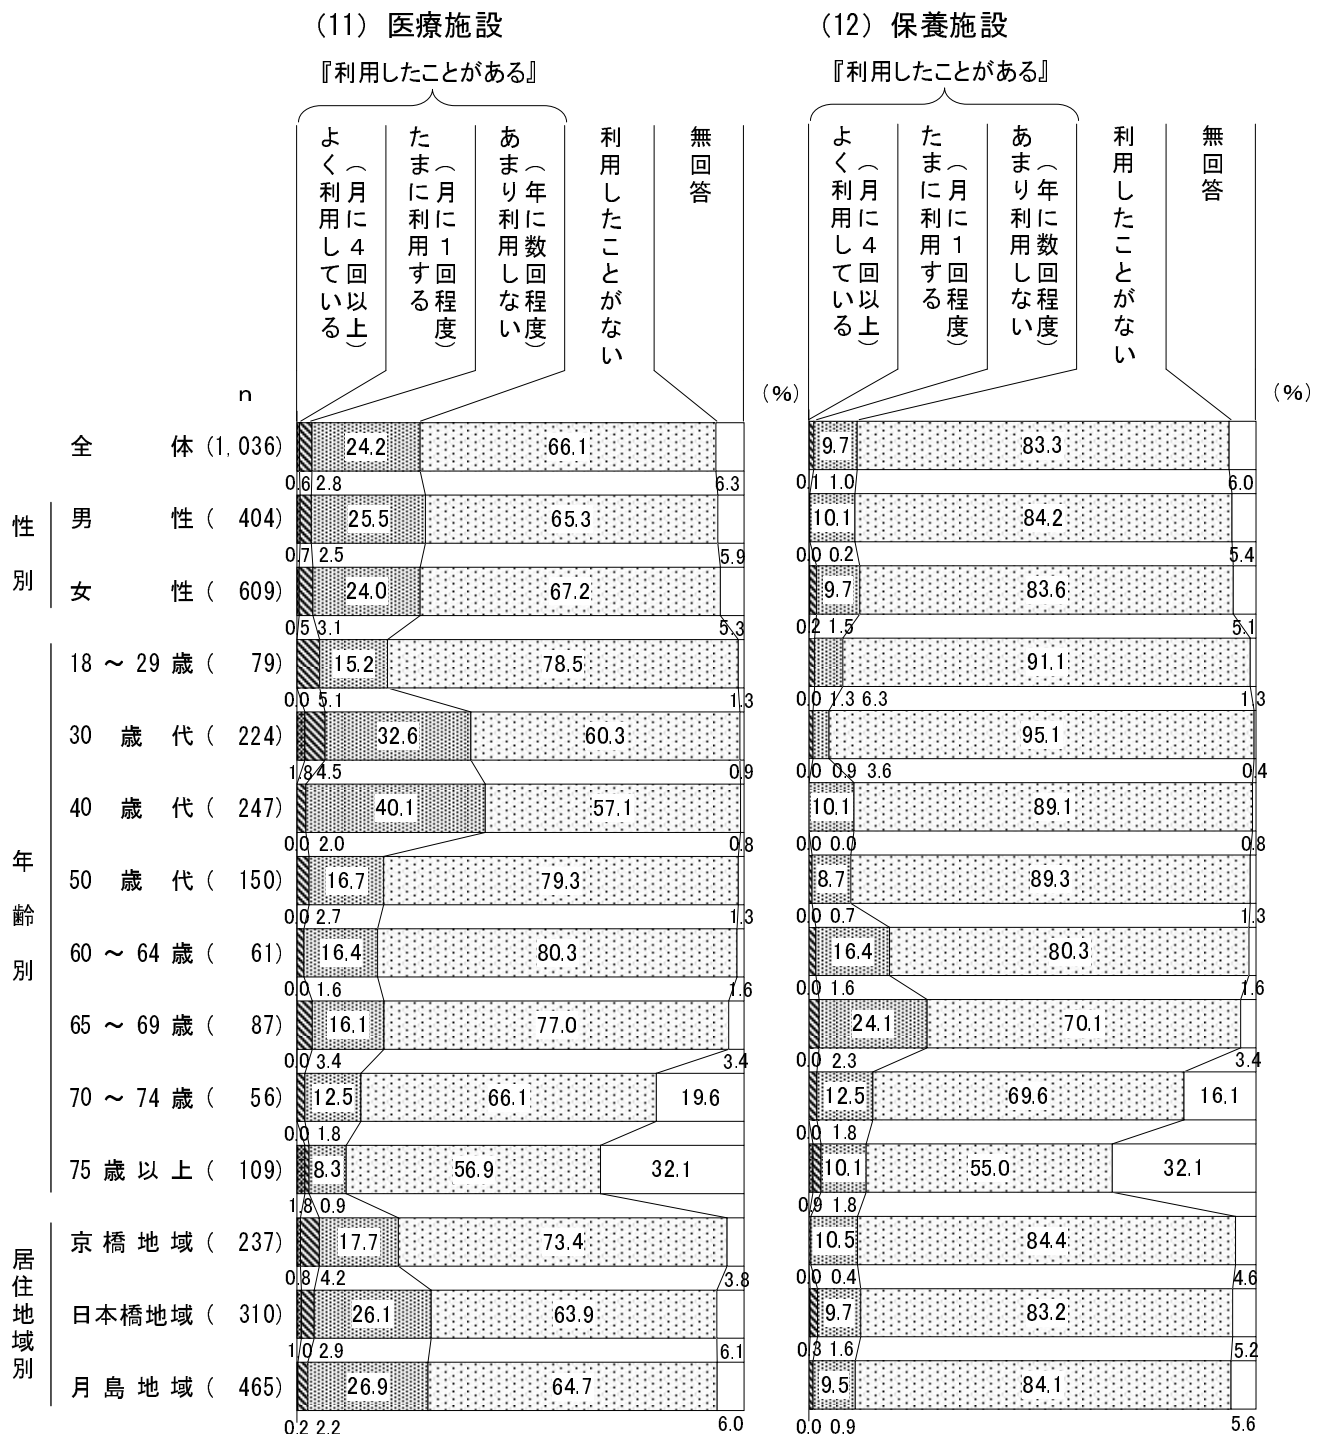 (11) 医療施設
『利用したことがある』
よく利用している
(月に４回以上)
たまに利用する
(月に１回程度)
あまり利用しない
(年に数回程度)
利用したことがない
無回答
(12) 保養施設
『利用したことがある』
よく利用している
(月に４回以上)
たまに利用する
(月に１回程度)
あまり利用しない
(年に数回程度)
利用したことがない
無回答
n (%) (%)
全体 (1,036) 24.2 66.1 9.7 83.3
0.6 2.8 6.3 0.1 1.0 6.0
性別
男性 ( 404) 25.5 65.3 10.1 84.2
0.7 2.5 5.9 0.0 0.2 5.4
女性 ( 609) 24.0 67.2 9.7 83.6
0.5 3.1 5.3 0.2 1.5 5.1
年齢別
18～29歳 ( 79) 15.2 78.5 91.1
0.0 5.1 1.3 0.0 1.3 6.3 1.3
30歳代 ( 224) 32.6 60.3 95.1
1.8 4.5 0.9 0.0 0.9 3.6 0.4
40歳代 ( 247) 40.1 57.1 10.1 89.1
0.0 2.0 0.8 0.0 0.0 0.8
50歳代 ( 150) 16.7 79.3 8.7 89.3
0.0 2.7 1.3 0.0 0.7 1.3
60～64歳 ( 61) 16.4 80.3 16.4 80.3
0.0 1.6 1.6 0.0 1.6 1.6
65～69歳 ( 87) 16.1 77.0 24.1 70.1
0.0 3.4 3.4 0.0 2.3 3.4
70～74歳 ( 56) 12.5 66.1 19.6 12.5 69.6 16.1
0.0 1.8 0.0 1.8
75歳以上 ( 109) 8.3 56.9 32.1 10.1 55.0 32.1
1.8 0.9 0.9 1.8
居住地域別
京橋地域 ( 237) 17.7 73.4 10.5 84.4
0.8 4.2 3.8 0.0 0.4 4.6
日本橋地域 ( 310) 26.1 63.9 9.7 83.2
1.0 2.9 6.1 0.3 1.6 5.2
月島地域 ( 465) 26.9 64.7 9.5 84.1
0.2 2.2 6.0 0.0 0.9 5.6